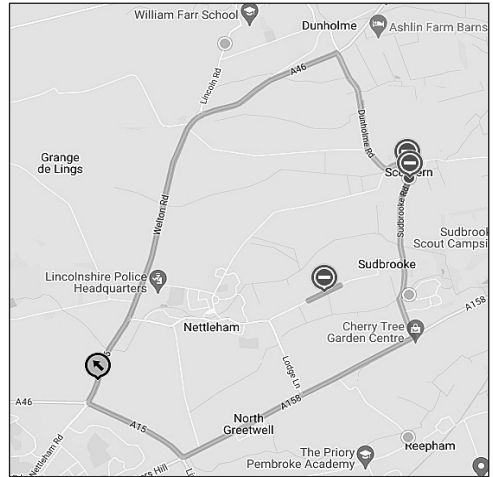 William Farr School
Dunholme
Ashlin Farm Barns
A46
Lincoln Rd
Dunholme Rd
Grange
de Lings
Welton Rd
Sudbrooke Rd
Scout Campsi
Sudbrooke
Lincolnshire Police
Headquarters
A158
Nettleham
Cherry Tree
Garden Centre
Lodge Ln
A46
A15
A158
North
Greetwell
Nettleham Rd
The Priory
Pembroke Academy
Reepham